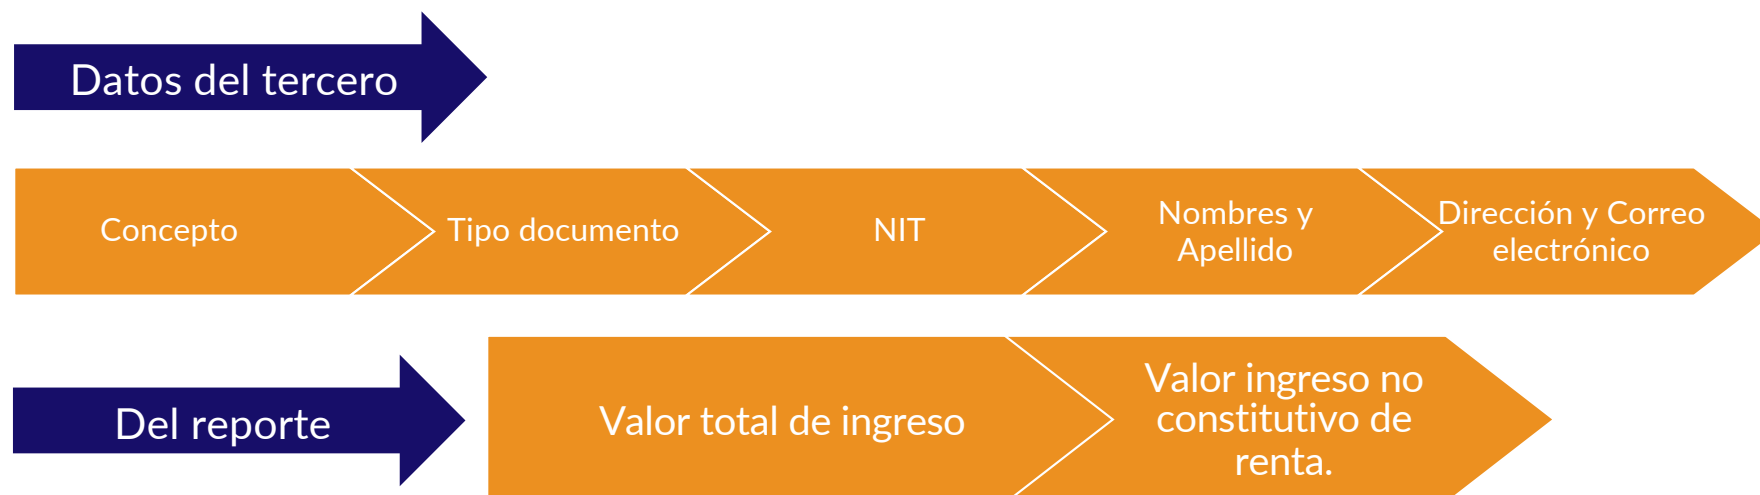 Datos del tercero
Concepto
Tipo documento
NIT
Nombres y
Apellido
Dirección y Correo
electrónico
Del reporte
Valor total de ingreso
Valor ingreso no
constitutivo de
renta.